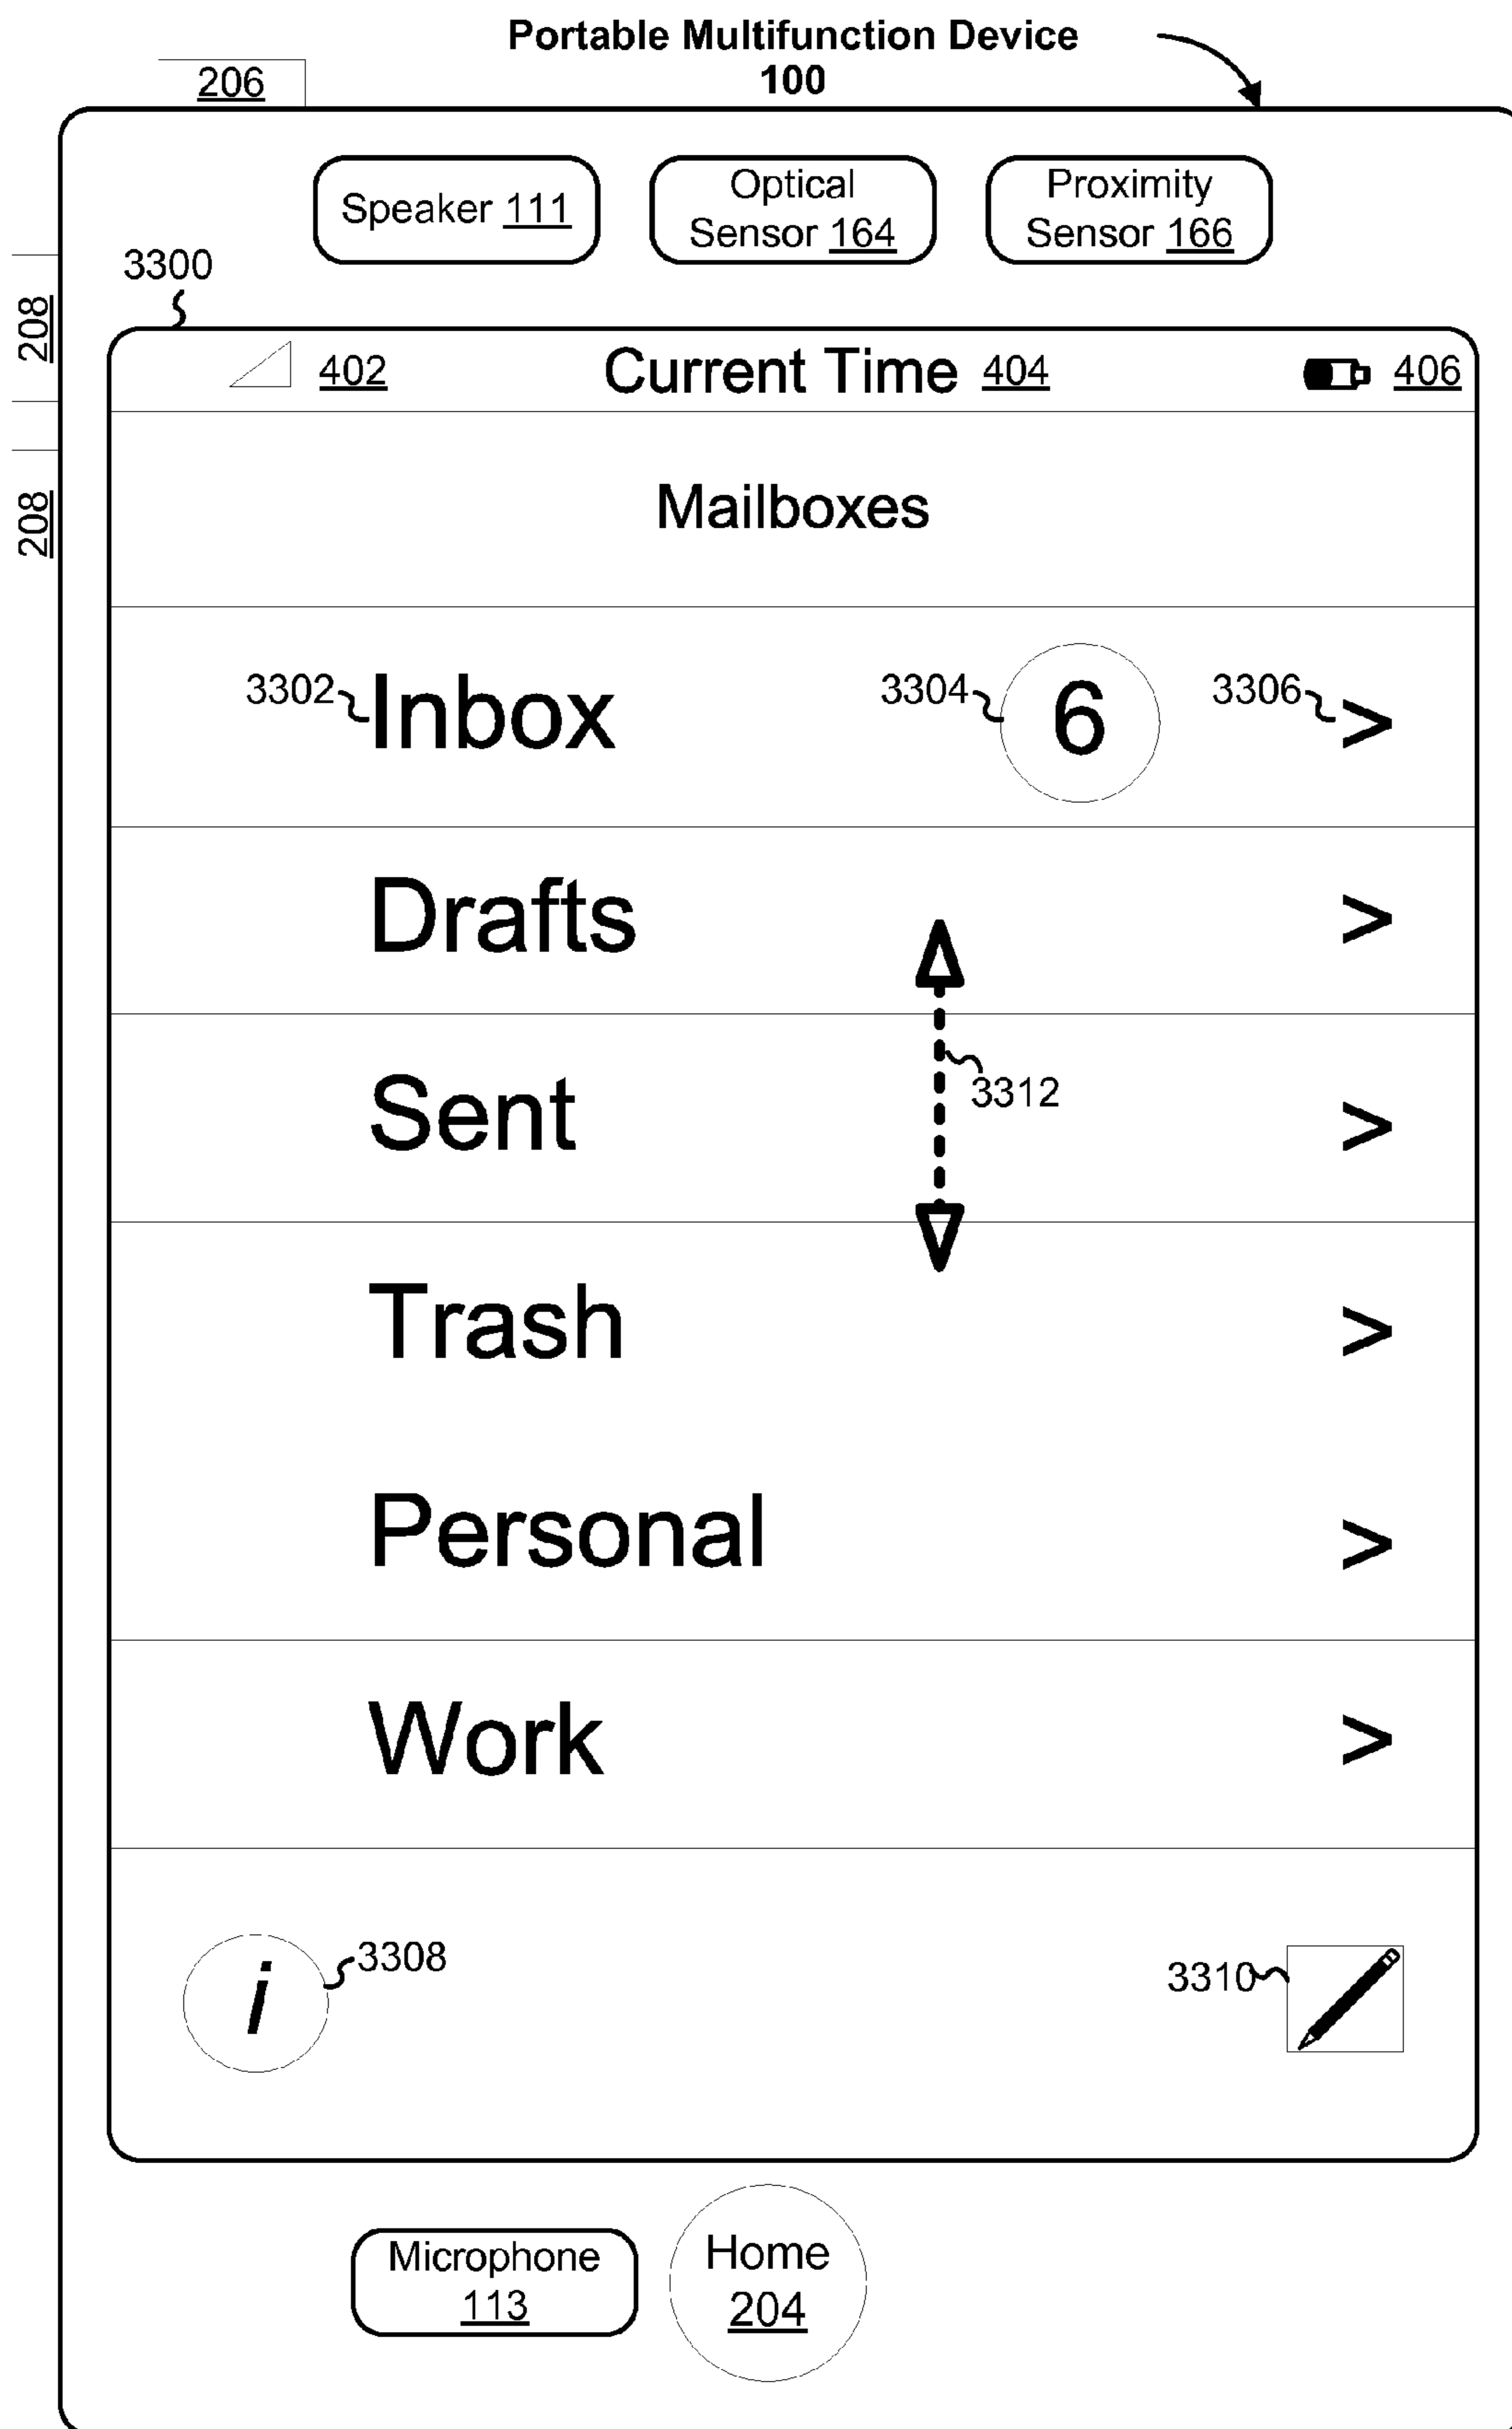 Portable Multifunction Device
100
206
Speaker 111
Optical
Sensor 164
Proximity
Sensor 166
3300
208
208
402
Current Time 404
406
Mailboxes
3302 Inbox 3304 6 3306 >
Drafts >
3312
Sent >
Trash >
Personal >
Work >
i 3308
3310
Microphone
113
Home
204